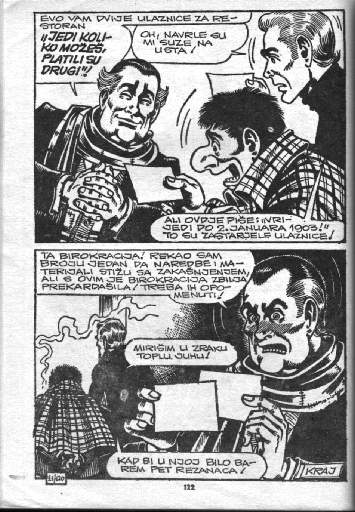 EVO VAM DVIJE ULAZNICE ZA RE-
STORAN
"JEDI KOLI-
KO MOŽEŠ,
PLATILI SU
DRUGI"!
OH, NAVRLE SU
MI SUZE NA
USTA!
ALI OVDJE PIŠE: "VRI-
JEDI DO 2. JANUARA 1903!"
TO SU ZASTARJELE ULAZNICE!
TA BIROKRACIJA! REKAO SAM
BROJU JEDAN DA NAREDBE I MA-
TERIJALI STIŽU SA ZAKAŠNJENJEM,
ALI S OVIM JE BIROKRACIJA ZBILJA
PREKARDAŠILA! TREBA IH OPO-
MENUTI!
MIRIŠIM U ZRAKU
TOPLU JUHU!
KAD BI U NJOJ BILO BA-
REM PET REZANACA!
KRAJ
122